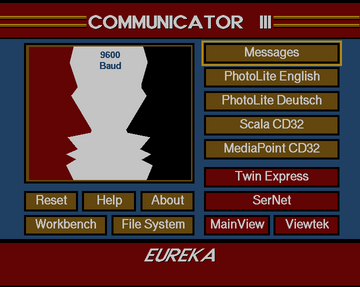 COMMUNICATOR III
9600
Baud
Messages
PhotoLite English
PhotoLite Deutsch
Scala CD32
MediaPoint CD32
Twin Express
Reset Help About
SerNet
Workbench File System
MainView Viewtek
EUREKA